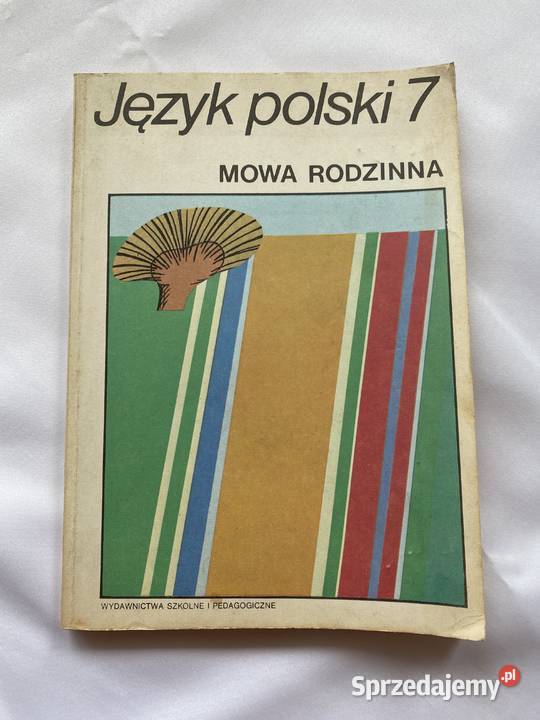 Język polski 7
MOWA RODZINNA
WYDAWNICTWA SZKOLNE I PEDAGOGICZNE
Sprzedajemy.pl